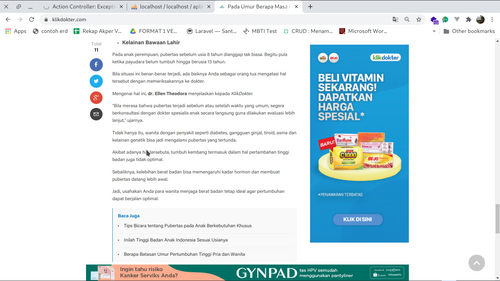 Action Controller: Except
localhost / localhost / apli
Pada Umur Berapa Masa
klikdokter.com
Apps
contoh erd
Rekap Akper V...
FORMAT 1 V...
Laravel — Sant...
MBTI Test
CRUD : Menam...
Microsoft Wor...
Other bookmarks
Total
11
Kelainan Bawaan Lahir
Pada anak perempuan, pubertas sebelum usia 8 tahun dianggap tak biasa. Begitu pula
ketika payudara belum tumbuh hingga berusia 13 tahun.
Bila situasi ini benar-benar terjadi, ada baiknya Anda sebagai orang tua mengatasi hal
tersebut dengan memeriksakannya ke dokter.
Mengenai hal ini, dr. Ellen Theodora menjelaskan kepada KlikDokter,
"Bila merasa bahwa pubertas terjadi sebelum atau setelah waktu yang umum, segera
berkonsultasi dengan dokter spesialis anak secara langsung guna dilakukan evaluasi lebih
lanjut," ujarnya.
Tidak hanya itu, wanita dengan penyakit seperti diabetes, gangguan ginjal, tiroid, asma dan
kelainan genetik bisa jadi mengalami pubertas yang tertunda.
Akibat adanya tertunda, tumbuh kembang termasuk dalam hal pertambahan tinggi
badan juga tidak optimal.
Sebaliknya, kelebihan berat badan bisa memengaruhi kadar hormon dan membuat
pubertas datang lebih awal.
Jadi, usahakan Anda para wanita menjaga berat badan tetap ideal agar pertumbuhan
dapat berjalan optimal.
Baca Juga
Tips Bicara tentang Pubertas pada Anak Berkebutuhan Khusus
Inilah Tinggi Badan Anak Indonesia Sesuai Usianya
Berapa Batasan Umur Pertumbuhan Tinggi Pria dan Wanita
klikdokter
BELI VITAMIN
SEKARANG!
DAPATKAN
HARGA
SPESIAL*
BARU!
*PENAWARAN TERBATAS
KLIK DI SINI
Ingin tahu risiko
Kanker Serviks Anda?
GYNPAD
tes HPV semudah
menggunakan pantyliner